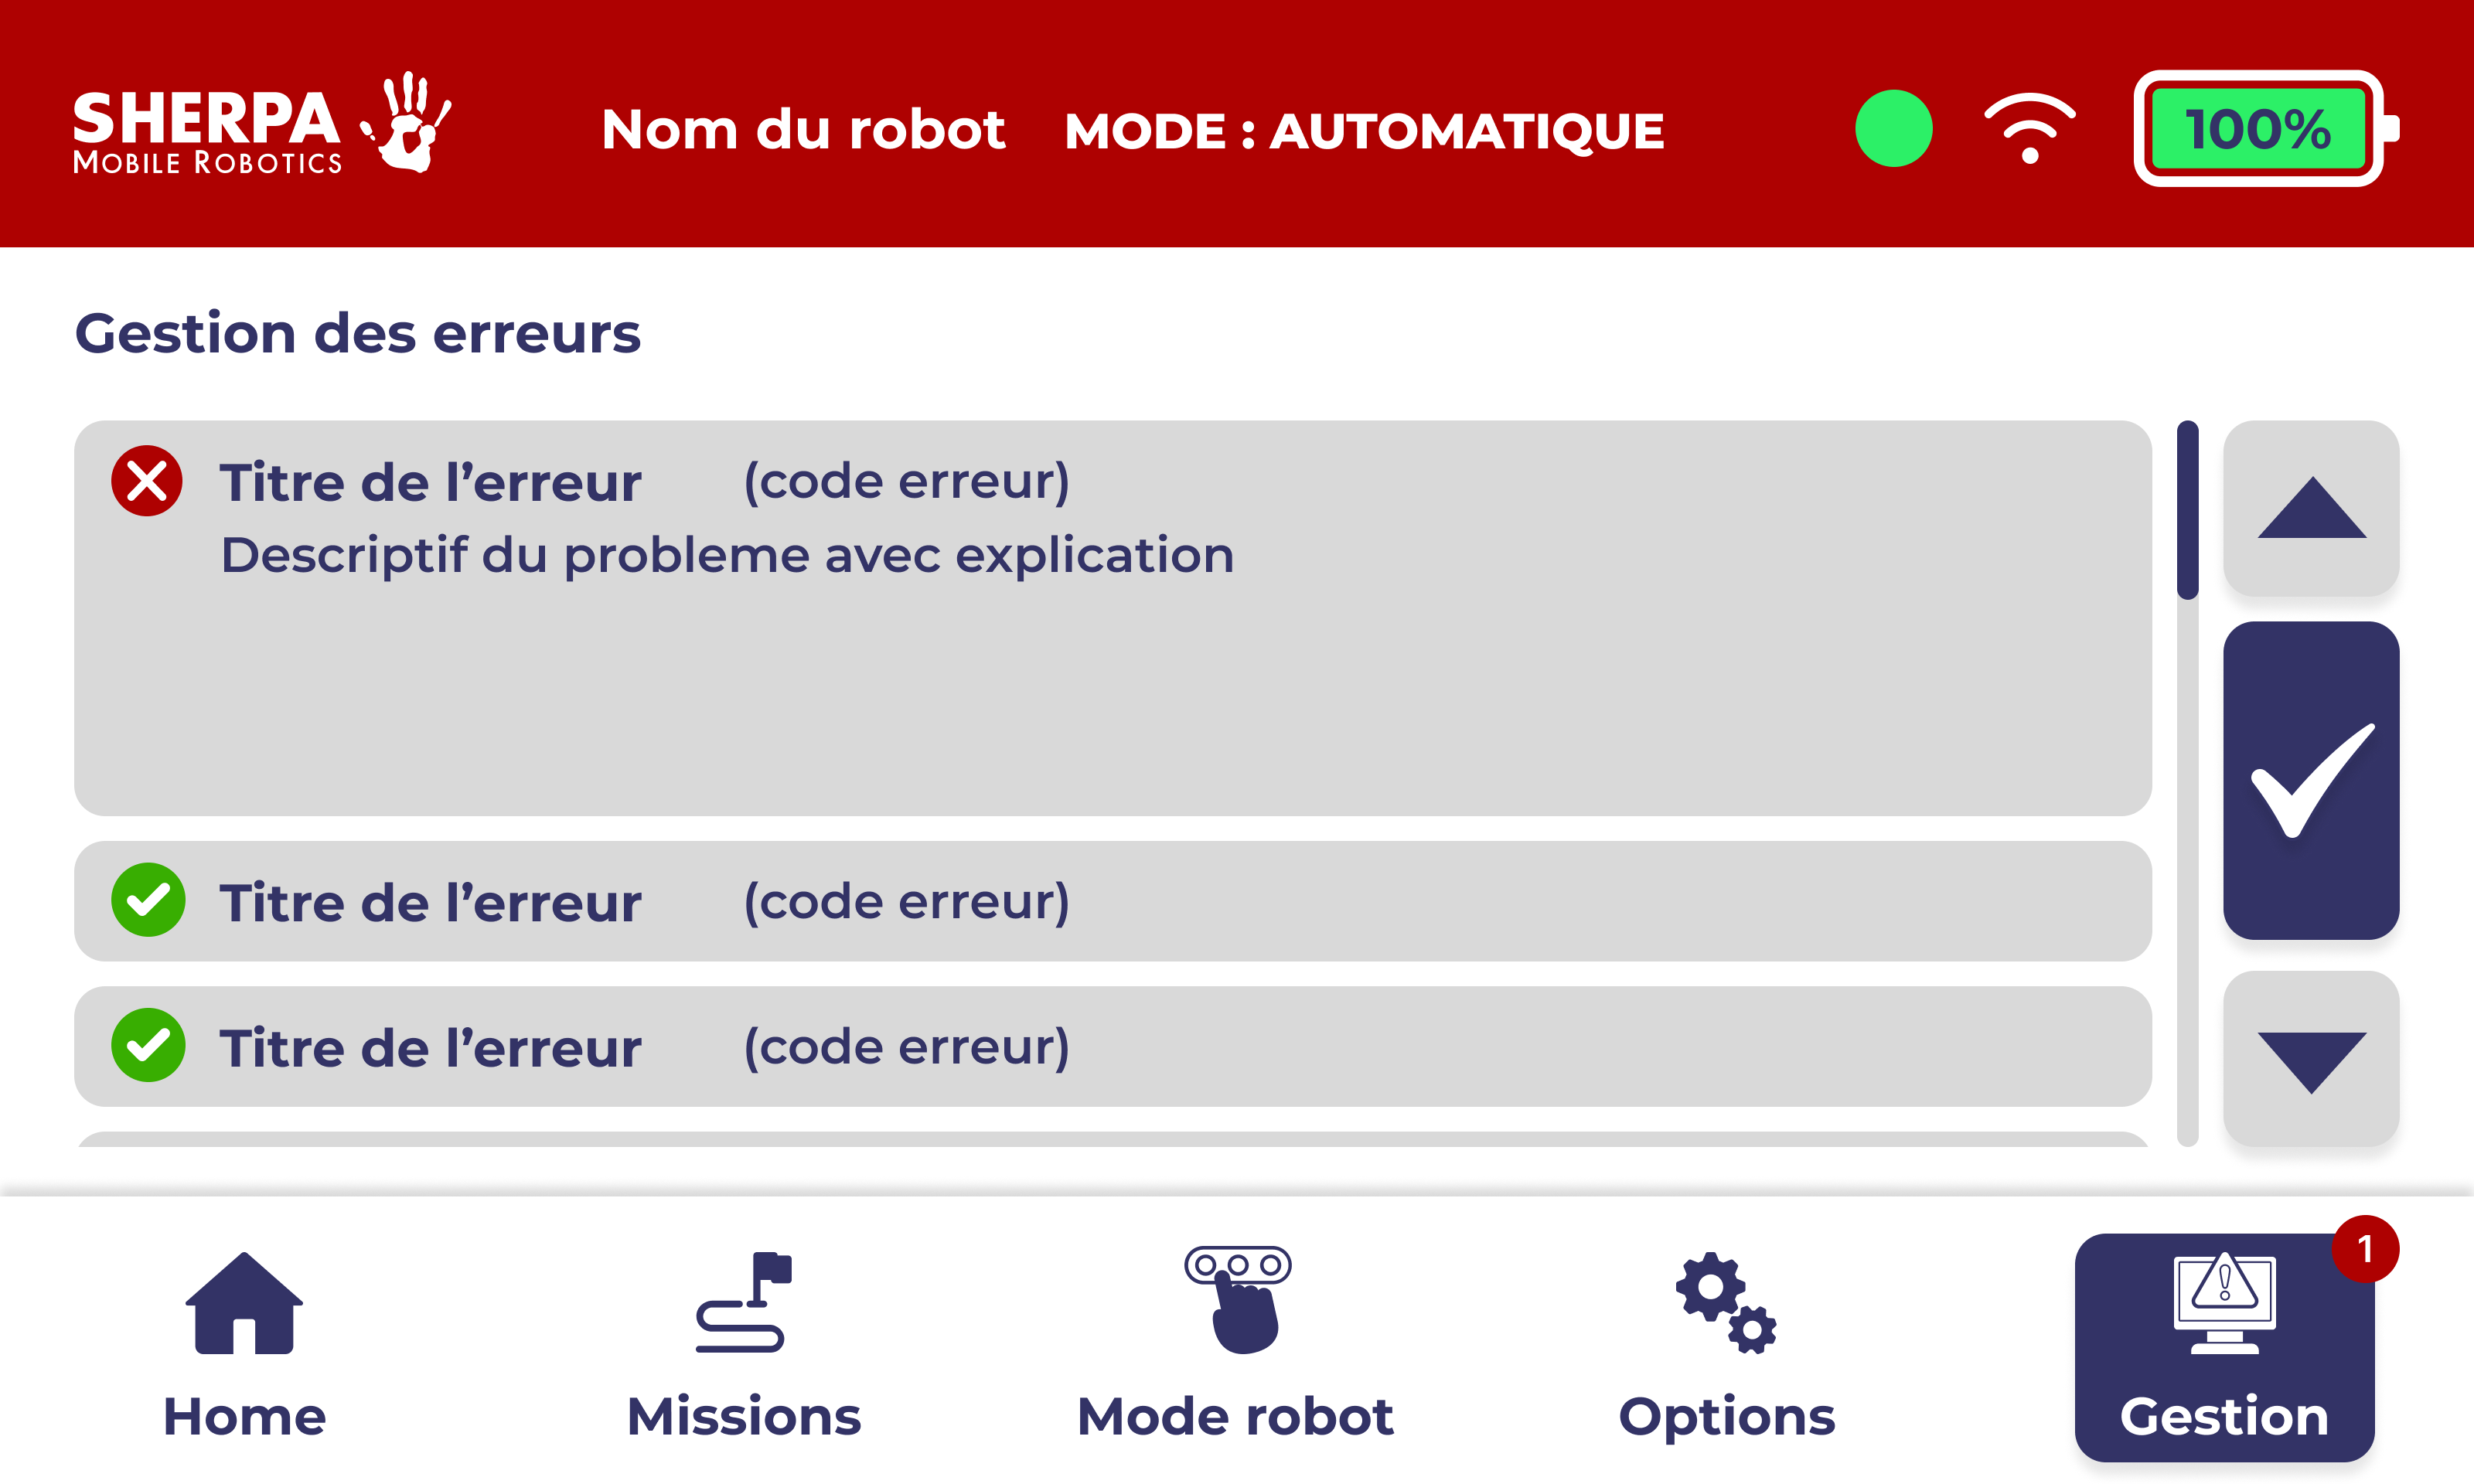 SHERPA
MOBILE ROBOTICS
Nom du robot MODE : AUTOMATIQUE
100%
Gestion des erreurs
Titre de l’erreur (code erreur)
Descriptif du probleme avec explication
Titre de l’erreur (code erreur)
Titre de l’erreur (code erreur)
1
Home Missions Mode robot Options Gestion